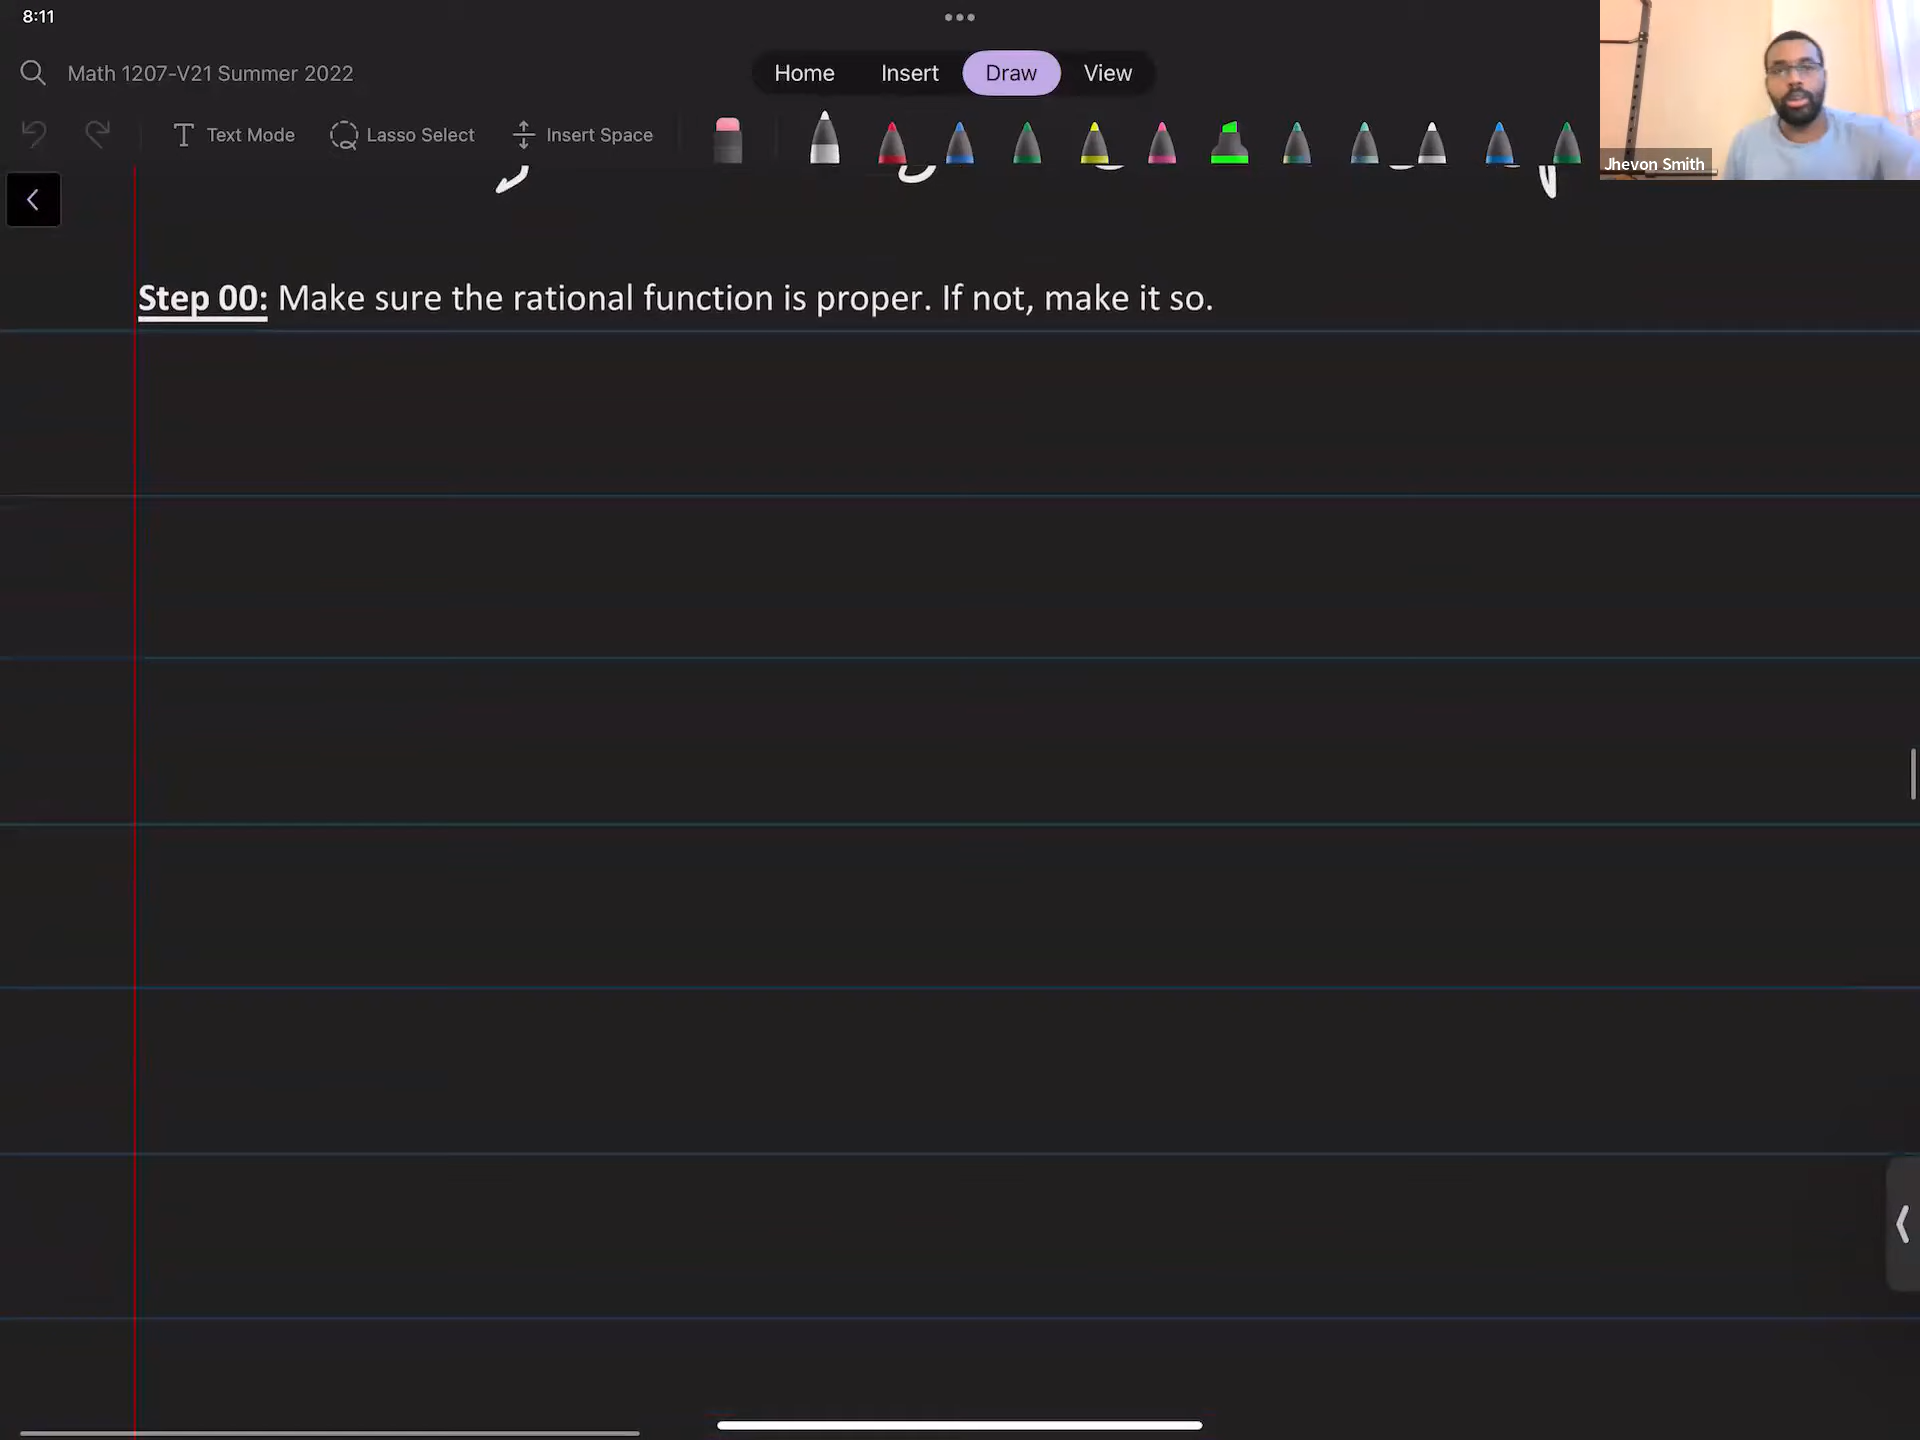 8:11
Math 1207-V21 Summer 2022
Home Insert Draw View
Text Mode Lasso Select Insert Space
Jhevon Smith
Step 00: Make sure the rational function is proper. If not, make it so.